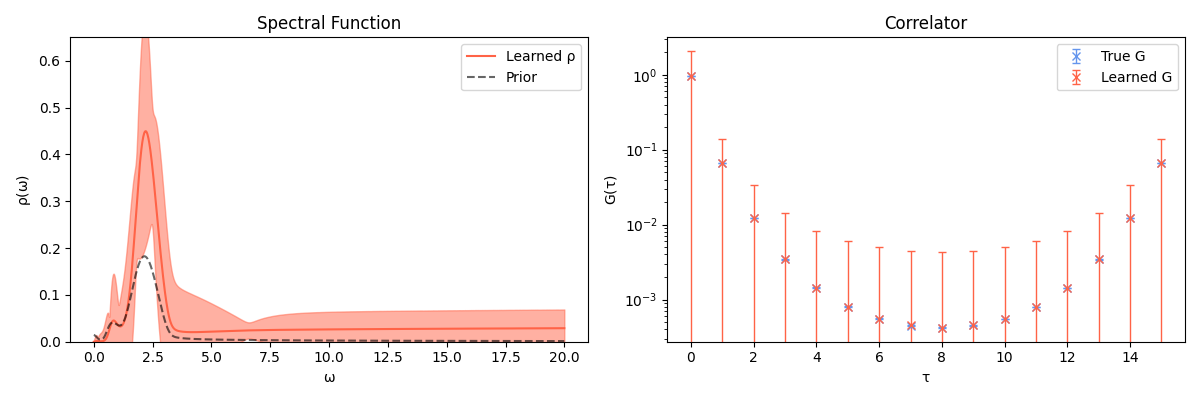 Spectral Function
Learned ρ
Prior
ρ(ω)
0.6
0.5
0.4
0.3
0.2
0.1
0.0
0.0 2.5 5.0 7.5 10.0 12.5 15.0 17.5 20.0
ω
Correlator
True G
Learned G
G(τ)
10⁰
10⁻¹
10⁻²
10⁻³
0 2 4 6 8 10 12 14
τ